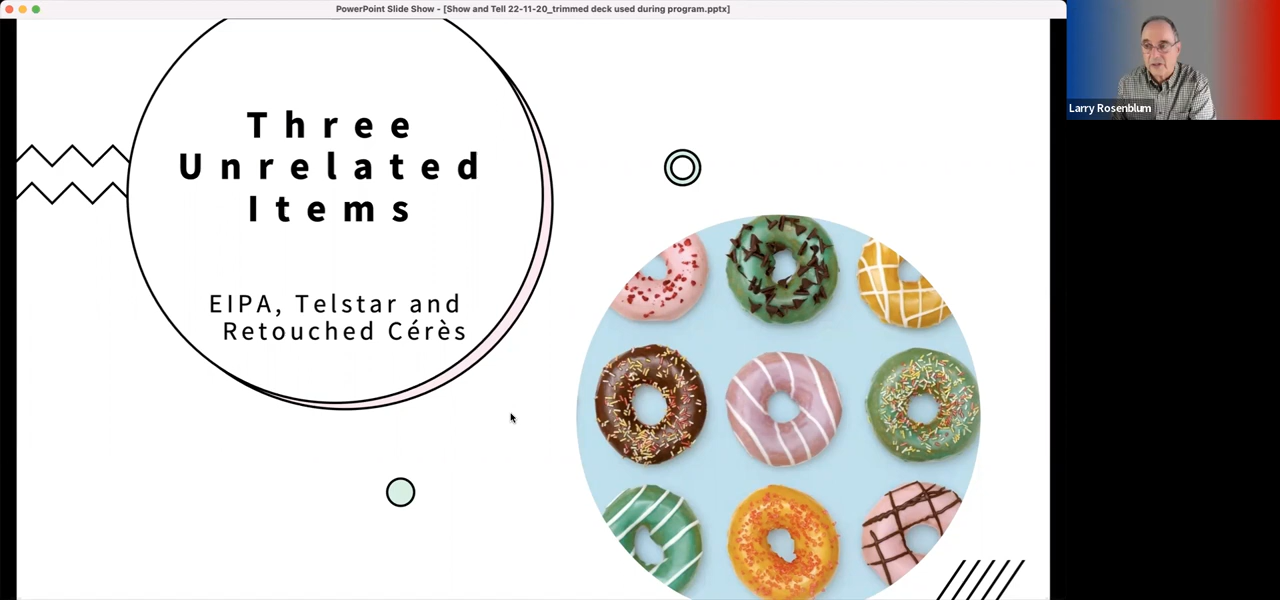 PowerPoint Slide Show - [Show and Tell 22-11-20_trimmed deck used during program.pptx]
Three
Unrelated
Items
EIPA, Telstar and
Retouched Cérès
Larry Rosenblum